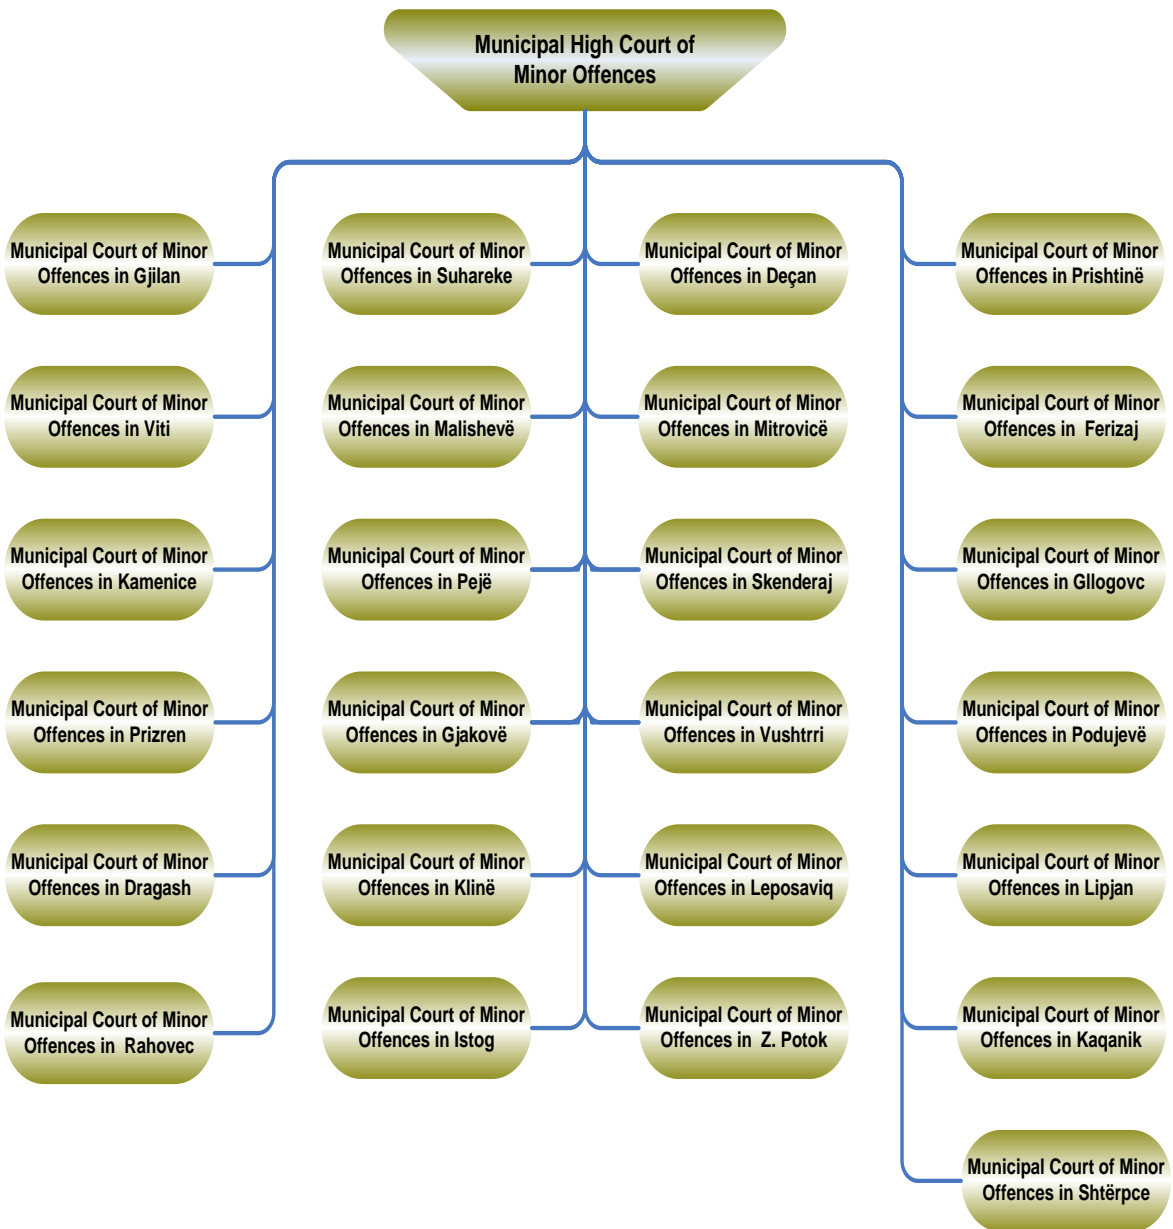 Municipal High Court of
Minor Offences
Municipal Court of Minor
Offences in Gjilan
Municipal Court of Minor
Offences in Suhareke
Municipal Court of Minor
Offences in Deçan
Municipal Court of Minor
Offences in Prishtinë
Municipal Court of Minor
Offences in Viti
Municipal Court of Minor
Offences in Malishevë
Municipal Court of Minor
Offences in Mitrovicë
Municipal Court of Minor
Offences in Ferizaj
Municipal Court of Minor
Offences in Kamenice
Municipal Court of Minor
Offences in Pejë
Municipal Court of Minor
Offences in Skenderaj
Municipal Court of Minor
Offences in Gllogovc
Municipal Court of Minor
Offences in Prizren
Municipal Court of Minor
Offences in Gjakovë
Municipal Court of Minor
Offences in Vushtrri
Municipal Court of Minor
Offences in Podujevë
Municipal Court of Minor
Offences in Dragash
Municipal Court of Minor
Offences in Klinë
Municipal Court of Minor
Offences in Leposaviq
Municipal Court of Minor
Offences in Lipjan
Municipal Court of Minor
Offences in Rahovec
Municipal Court of Minor
Offences in Istog
Municipal Court of Minor
Offences in Z. Potok
Municipal Court of Minor
Offences in Kaqanik
Municipal Court of Minor
Offences in Shtërpce